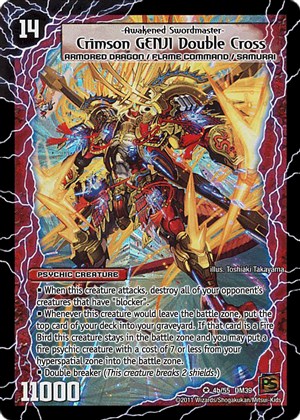 14
-Awakened Swordmaster-
Crimson GENJI Double Cross
ARMORED DRAGON / FLAME COMMAND / SAMURAI
illus. Toshiaki Takayama
PSYCHIC CREATURE
• When this creature attacks, destroy all of your opponent's
creatures that have "blocker".
• Whenever this creature would leave the battle zone, put the
top card of your deck into your graveyard. If that card is a Fire
Bird this creature stays in the battle zone and you may put a
fire psychic creature with a cost of 7 or less from your
hyperspatial zone into the battle zone.
• Double breaker (This creature breaks 2 shields.)
11000
4b/55 DM39
©2011 Wizards/Shogakukan/Mitsui-Kids